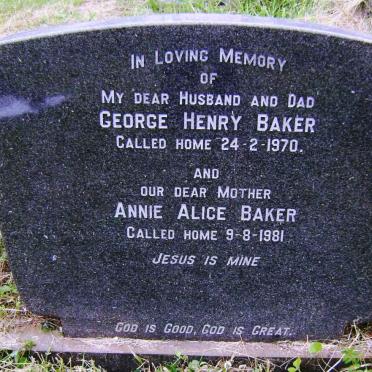 In Loving Memory
of
My dear Husband and Dad
George Henry Baker
Called home 24-2-1970.
and
our dear Mother
Annie Alice Baker
Called home 9-8-1981
Jesus is mine
God is Good, God is Great.